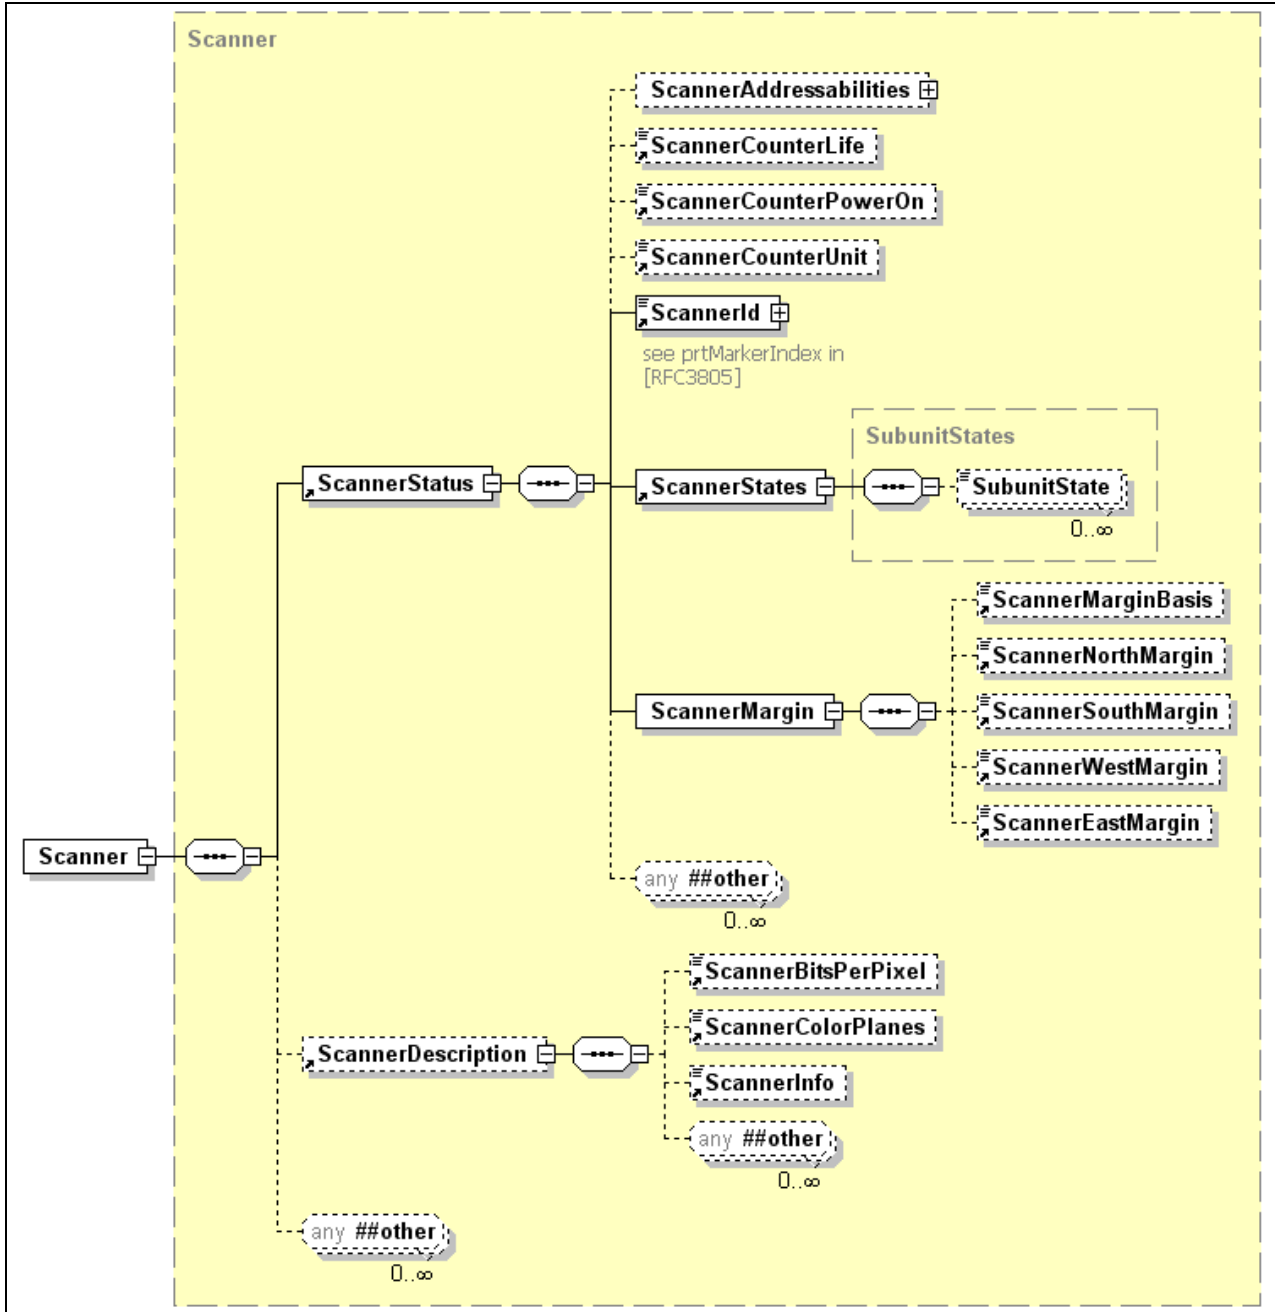 Scanner
ScannerAddressabilities
ScannerCounterLife
ScannerCounterPowerOn
ScannerCounterUnit
ScannerId
see prtMarkerIndex in
[RFC3805]
SubunitStates
ScannerStatus
ScannerStates
SubunitState
0..∞
ScannerMarginBasis
ScannerNorthMargin
ScannerMargin
ScannerSouthMargin
ScannerWestMargin
ScannerEastMargin
Scanner
any ##other
0..∞
ScannerBitsPerPixel
ScannerColorPlanes
ScannerDescription
ScannerInfo
any ##other
0..∞
any ##other
0..∞